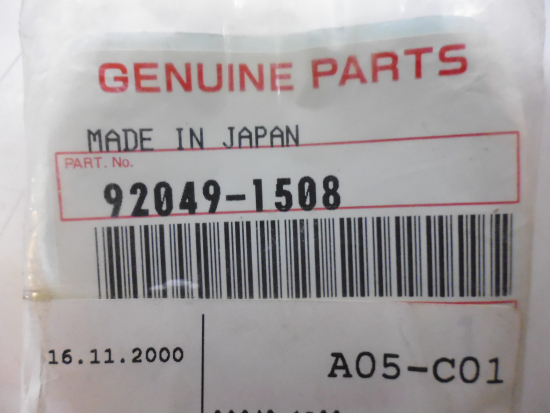 GENUINE PARTS
MADE IN JAPAN
PART. No.
92049-1508
16.11.2000
A05-C01